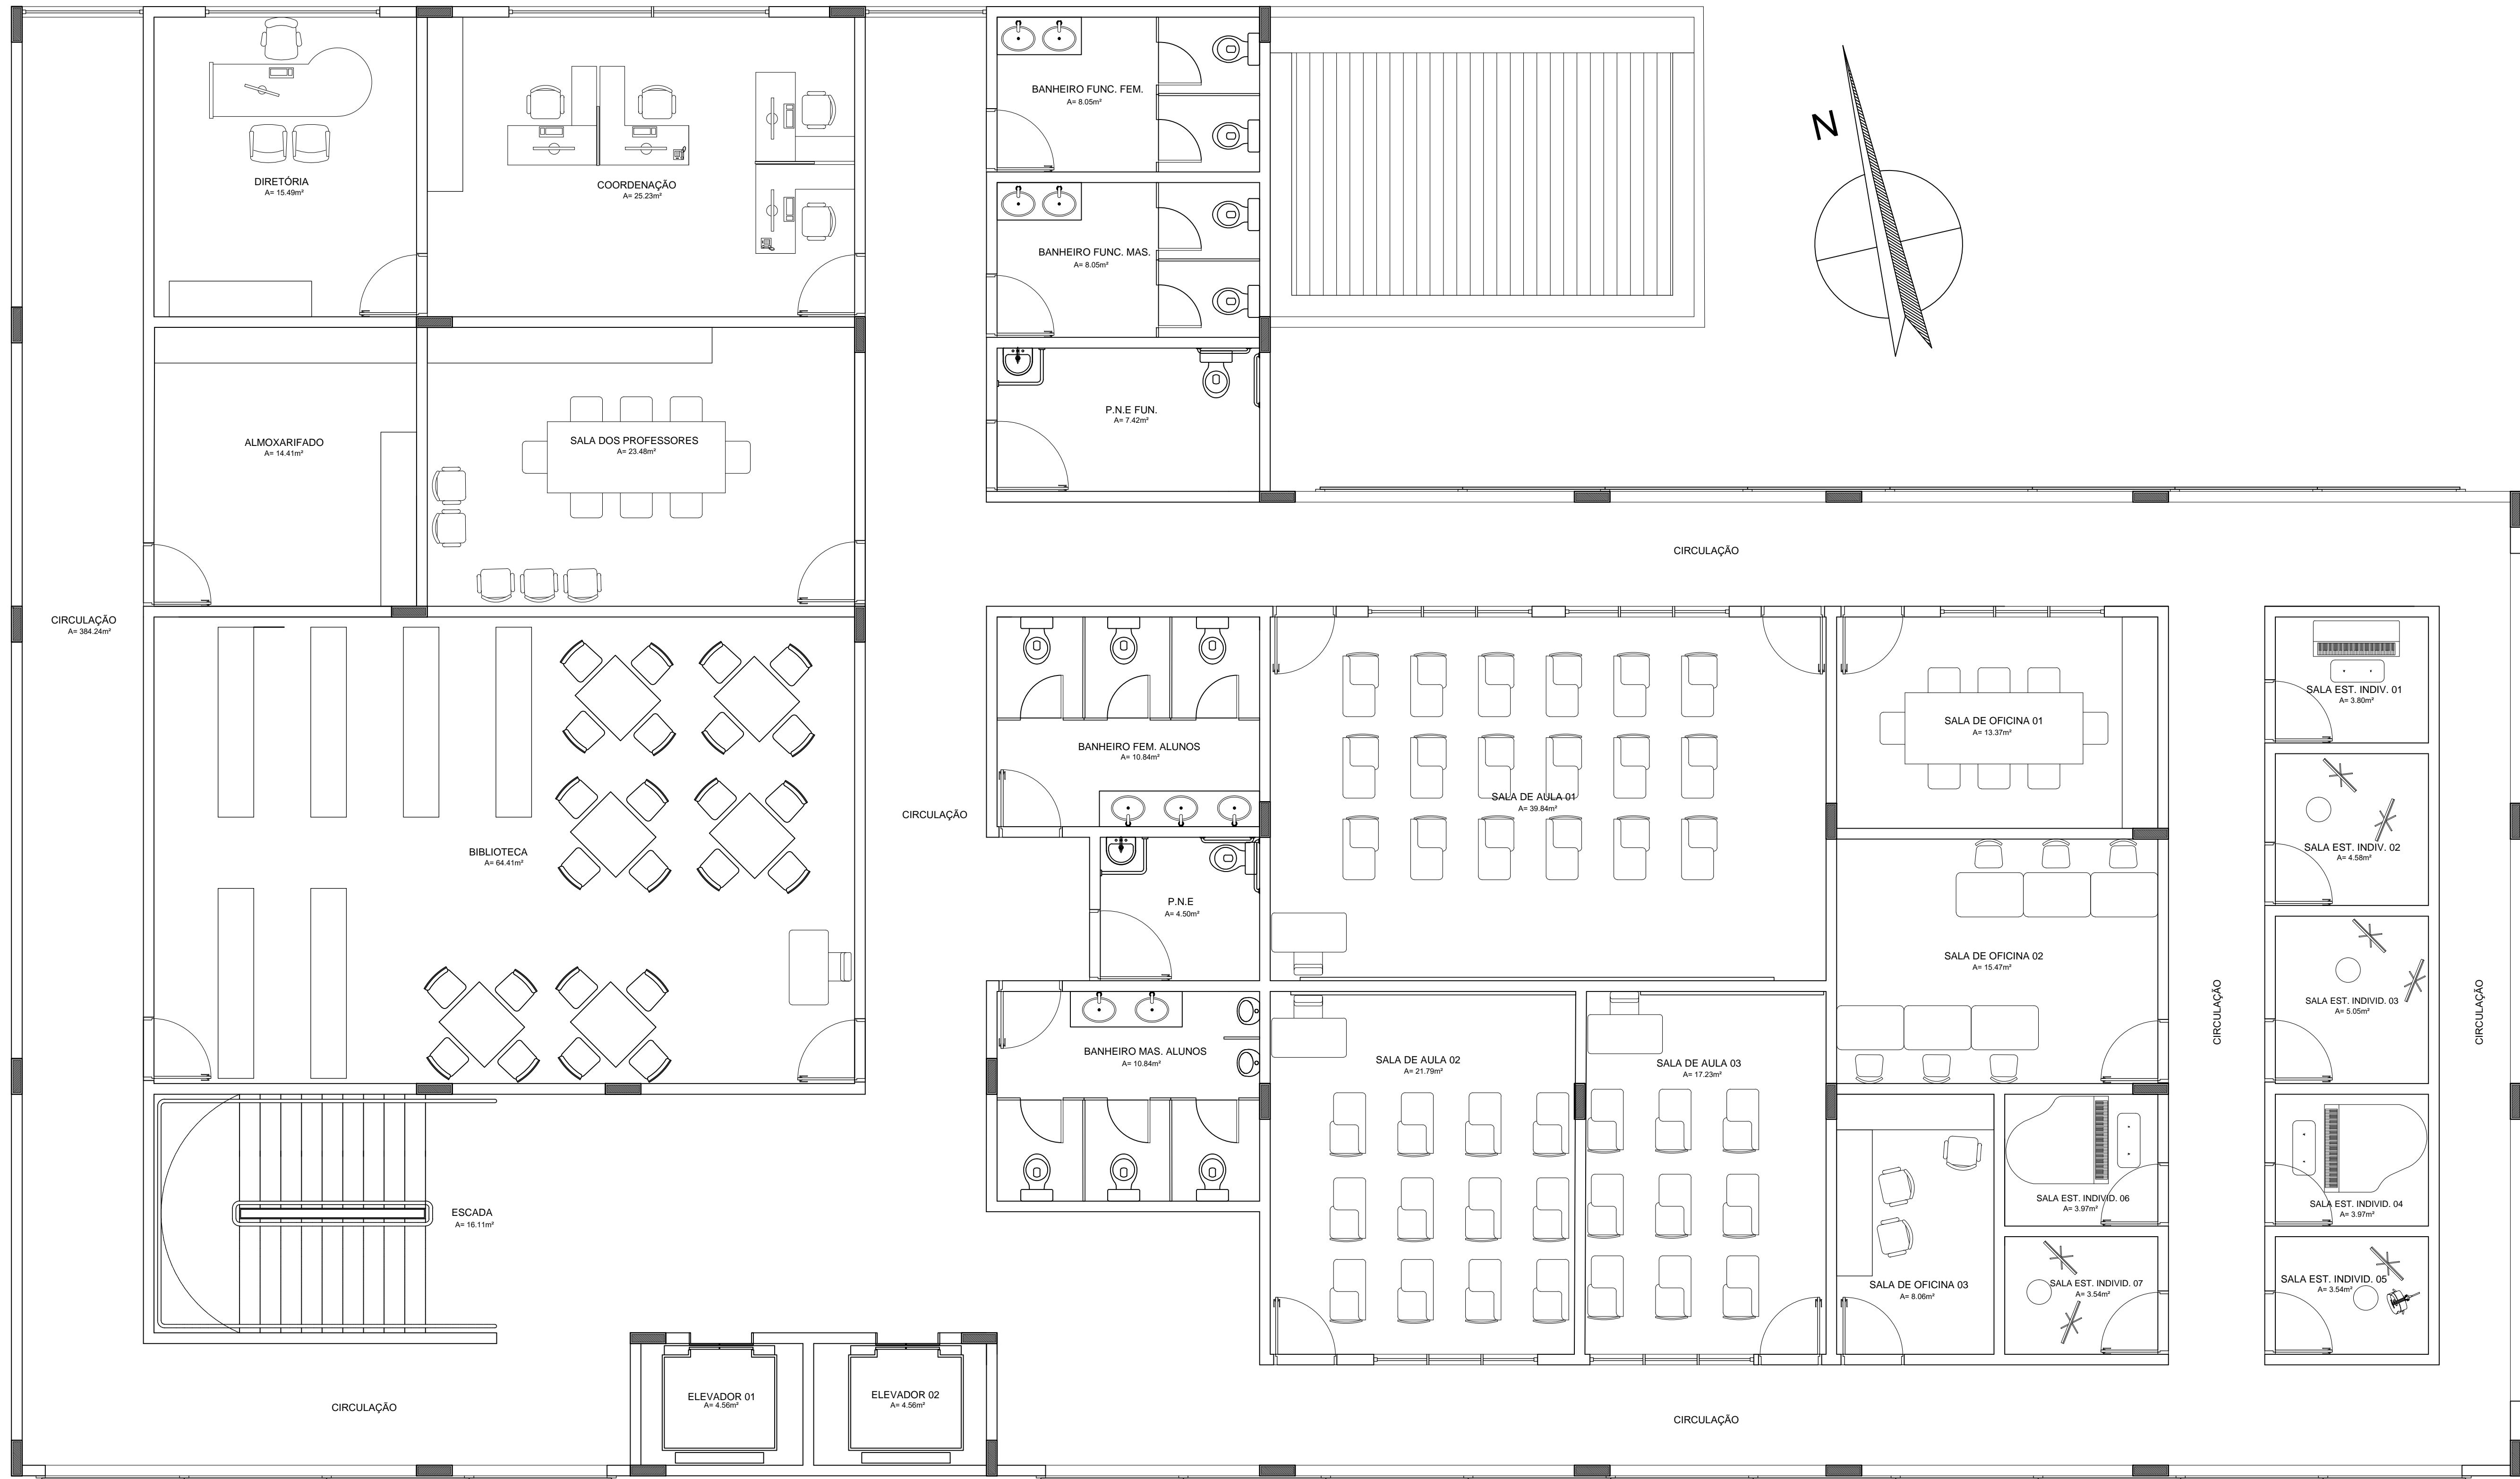 DIRETÓRIA
A= 15.49m²
COORDENAÇÃO
A= 25.23m²
BANHEIRO FUNC. FEM.
A= 8.05m²
N
BANHEIRO FUNC. MAS.
A= 8.05m²
P.N.E FUN.
A= 7.42m²
ALMOXARIFADO
A= 14.41m²
SALA DOS PROFESSORES
A= 23.48m²
CIRCULAÇÃO
CIRCULAÇÃO
A= 384.24m²
SALA EST. INDIV. 01
A= 3.80m²
SALA DE OFICINA 01
A= 13.37m²
BANHEIRO FEM. ALUNOS
A= 10.84m²
SALA DE AULA 01
A= 39.84m²
CIRCULAÇÃO
SALA EST. INDIV. 02
A= 4.58m²
BIBLIOTECA
A= 64.41m²
P.N.E
A= 4.50m²
SALA DE OFICINA 02
A= 15.47m²
SALA EST. INDIVID. 03
A= 5.05m²
CIRCULAÇÃO
CIRCULAÇÃO
BANHEIRO MAS. ALUNOS
A= 10.84m²
SALA DE AULA 02
A= 21.79m²
SALA DE AULA 03
A= 17.23m²
ESCADA
A= 16.11m²
SALA EST. INDIVID. 06
A= 3.97m²
SALA EST. INDIVID. 04
A= 3.97m²
SALA DE OFICINA 03
A= 8.06m²
SALA EST. INDIVID. 07
A= 3.54m²
SALA EST. INDIVID. 05
A= 3.54m²
ELEVADOR 01
A= 4.56m²
ELEVADOR 02
A= 4.56m²
CIRCULAÇÃO
CIRCULAÇÃO